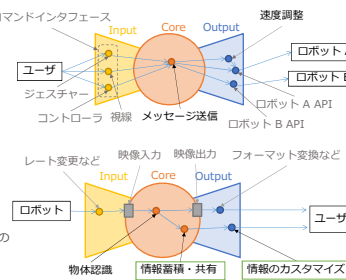 マンドインタフェース
Input
Core
Output
速度調整
ユーザ
ロボット
ロボット B
ジェスチャー
コントローラ
視線
メッセージ送信
ロボット A API
ロボット B API
レート変更など
映像入力
映像出力
フォーマット変換など
Input
Core
Output
ロボット
ユーザ
の
物体認識
情報蓄積・共有
情報のカスタマイズ